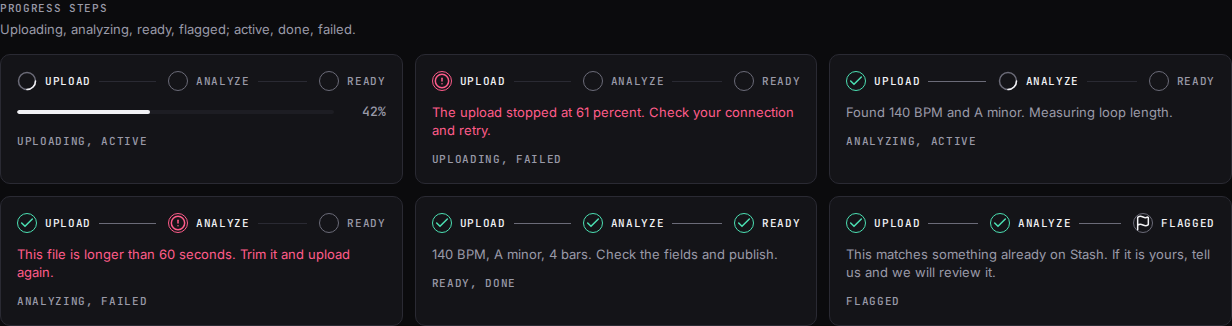 PROGRESS STEPS
Uploading, analyzing, ready, flagged; active, done, failed.
UPLOAD ANALYZE READY
42%
UPLOADING, ACTIVE
UPLOAD ANALYZE READY
The upload stopped at 61 percent. Check your connection
and retry.
UPLOADING, FAILED
UPLOAD ANALYZE READY
Found 140 BPM and A minor. Measuring loop length.
ANALYZING, ACTIVE
UPLOAD ANALYZE READY
This file is longer than 60 seconds. Trim it and upload
again.
ANALYZING, FAILED
UPLOAD ANALYZE READY
140 BPM, A minor, 4 bars. Check the fields and publish.
READY, DONE
UPLOAD ANALYZE FLAGGED
This matches something already on Stash. If it is yours, tell
us and we will review it.
FLAGGED